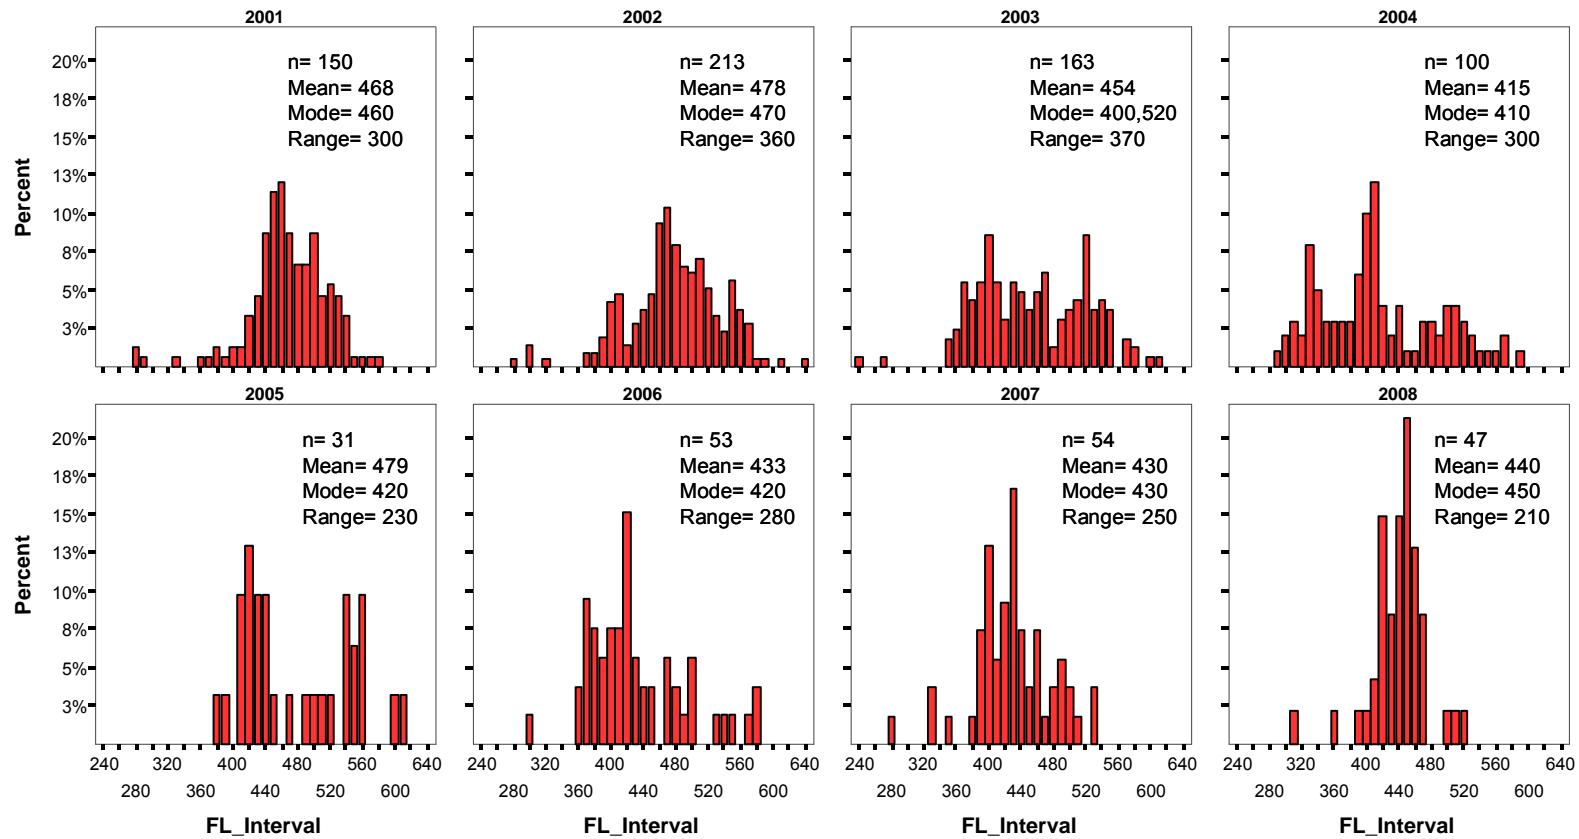 2001
2002
2003
2004
n= 150
Mean= 468
Mode= 460
Range= 300
n= 213
Mean= 478
Mode= 470
Range= 360
n= 163
Mean= 454
Mode= 400,520
Range= 370
n= 100
Mean= 415
Mode= 410
Range= 300
20%
18%
15%
13%
10%
8%
5%
3%
Percent
2005
2006
2007
2008
n= 31
Mean= 479
Mode= 420
Range= 230
n= 53
Mean= 433
Mode= 420
Range= 280
n= 54
Mean= 430
Mode= 430
Range= 250
n= 47
Mean= 440
Mode= 450
Range= 210
20%
18%
15%
13%
10%
8%
5%
3%
Percent
240 320 400 480 560 640 240 320 400 480 560 640 240 320 400 480 560 640 240 320 400 480 560 640
280 360 440 520 600 280 360 440 520 600 280 360 440 520 600 280 360 440 520 600
FL_Interval FL_Interval FL_Interval FL_Interval